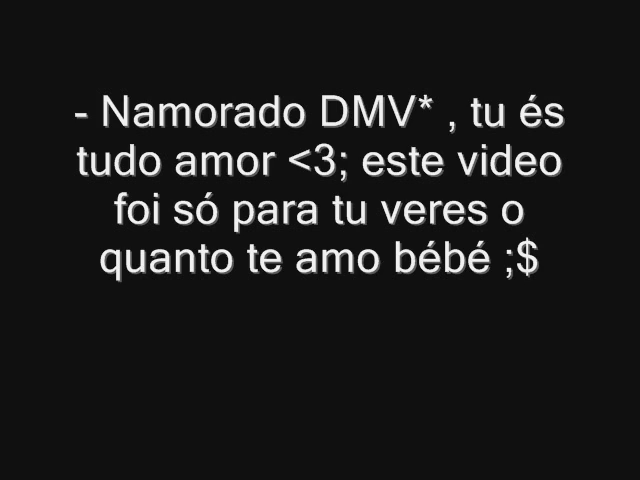 - Namorado DMV* , tu és
tudo amor <3; este video
foi só para tu veres o
quanto te amo bébé ;$